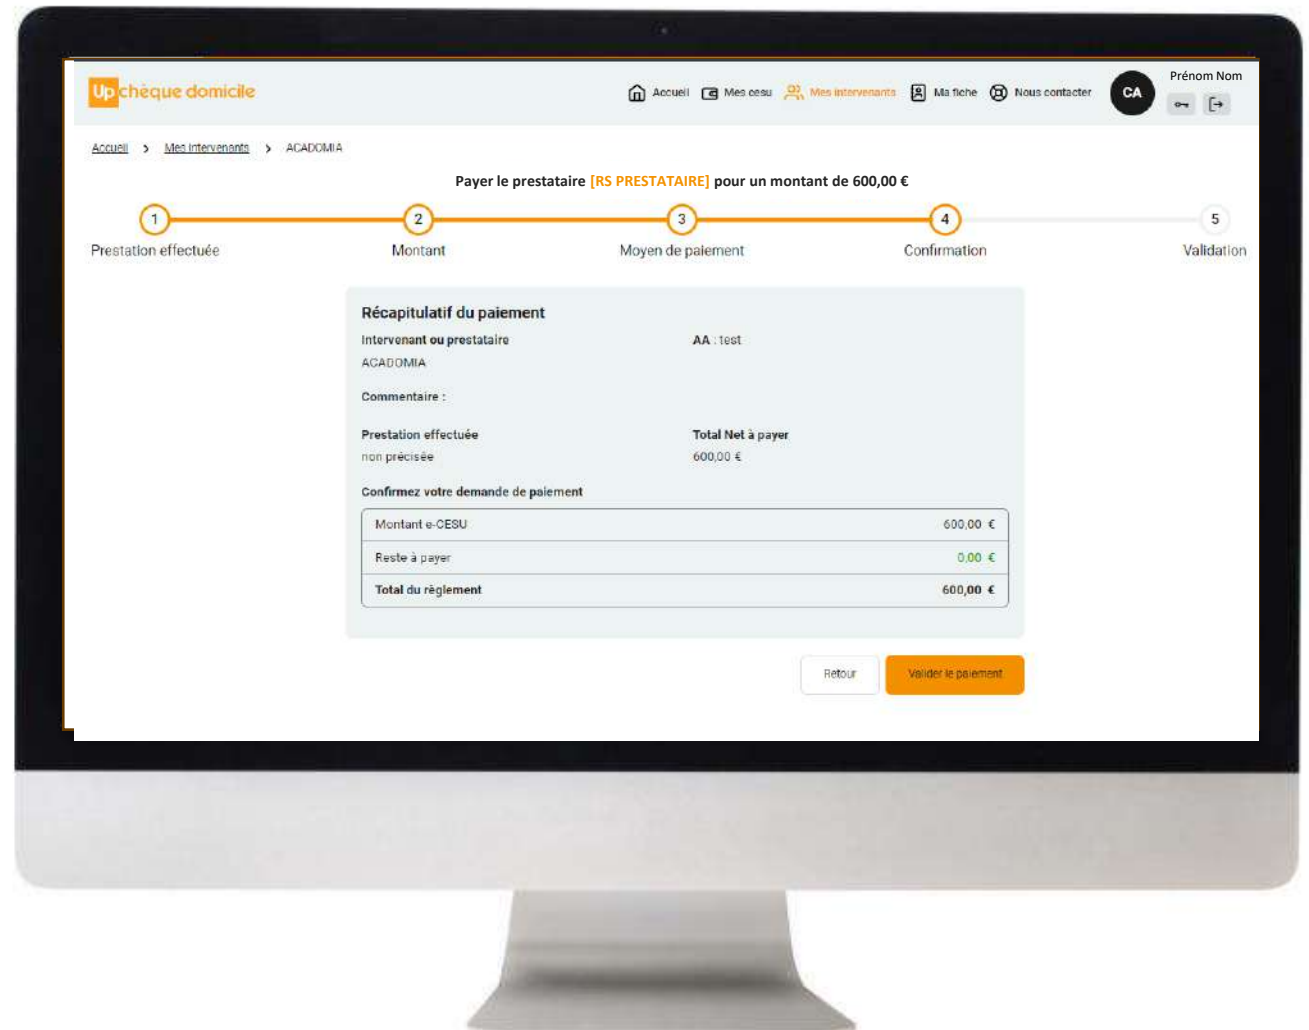 Up chèque domicile
Accueil Mes cesu Mes intervenants Ma fiche Nous contacter CA Prénom Nom
Accueil > Mes intervenants > ACADOMIA
Payer le prestataire [RS PRESTATAIRE] pour un montant de 600,00 €
1 2 3 4 5
Prestation effectuée Montant Moyen de paiement Confirmation Validation
Récapitulatif du paiement
Intervenant ou prestataire AA : test
ACADOMIA
Commentaire :
Prestation effectuée Total Net à payer
non précisée 600,00 €
Confirmez votre demande de paiement
Montant e-CESU 600,00 €
Reste à payer 0,00 €
Total du règlement 600,00 €
Retour Valider le paiement